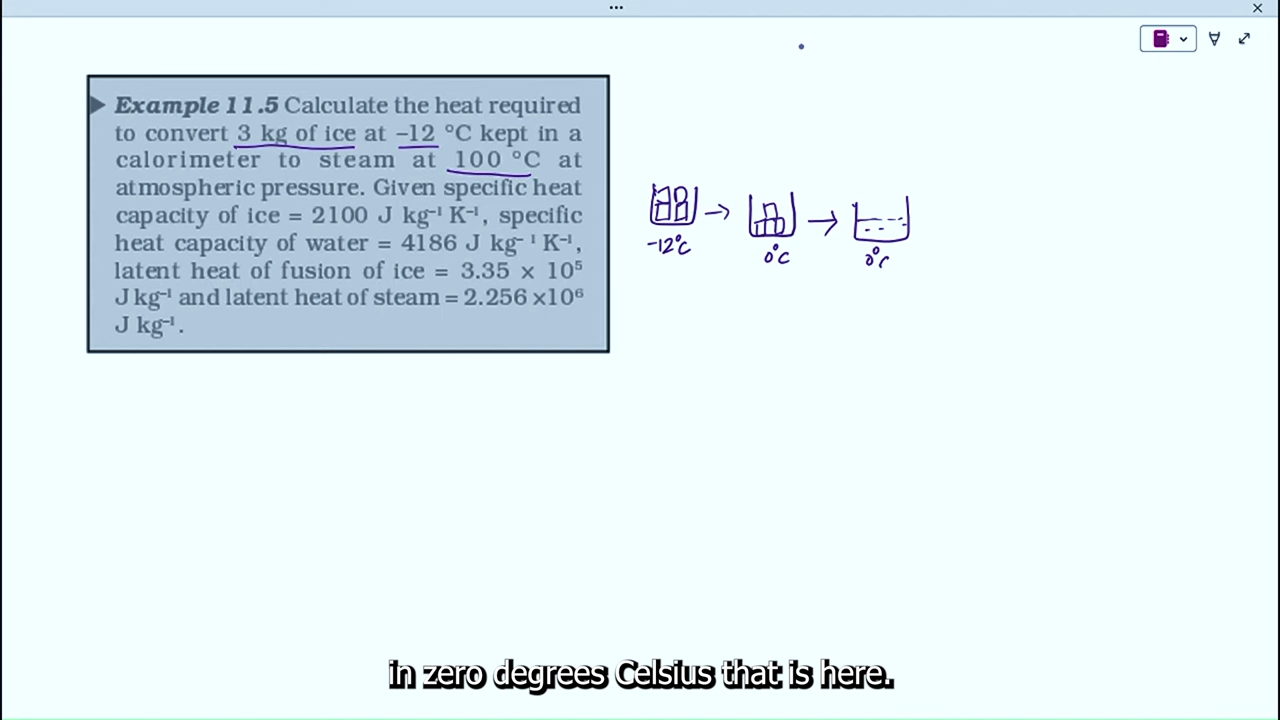 Example 11.5 Calculate the heat required
to convert 3 kg of ice at –12 °C kept in a
calorimeter to steam at 100 °C at
atmospheric pressure. Given specific heat
capacity of ice = 2100 J kg⁻¹ K⁻¹, specific
heat capacity of water = 4186 J kg⁻¹ K⁻¹,
latent heat of fusion of ice = 3.35 × 10⁵
J kg⁻¹ and latent heat of steam = 2.256 ×10⁶
J kg⁻¹.
-12°C
0°C
0°C
in zero degrees Celsius that is here.